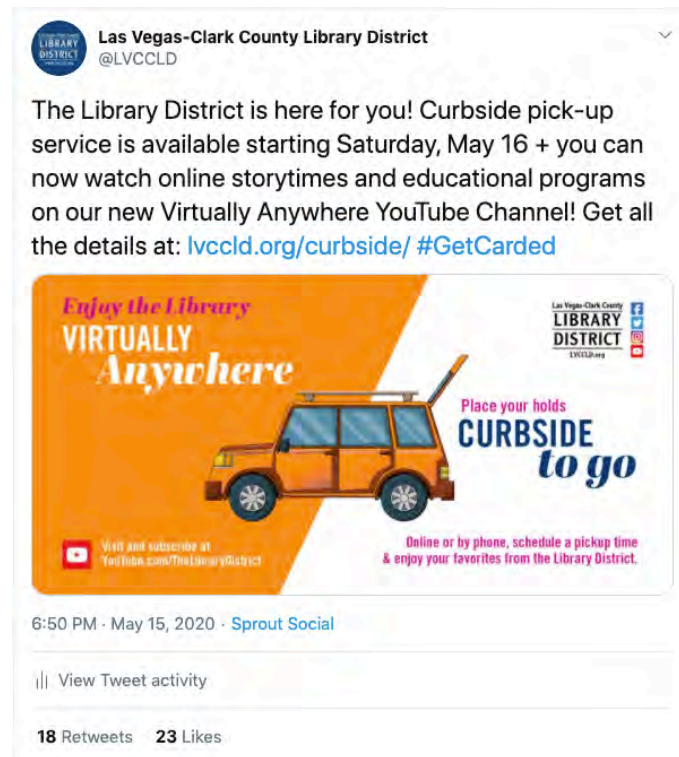 LIBRARY
DISTRICT
Las Vegas-Clark County Library District
@LVCCLD
The Library District is here for you! Curbside pick-up
service is available starting Saturday, May 16 + you can
now watch online storytimes and educational programs
on our new Virtually Anywhere YouTube Channel! Get all
the details at: lvccld.org/curbside/ #GetCarded
Enjoy the Library
VIRTUALLY
Anywhere
Las Vegas-Clark County
LIBRARY
DISTRICT
LVCCLD.org
Place your holds
CURBSIDE
to go
Visit and subscribe at
YouTube.com/TheLibraryDistrict
Online or by phone, schedule a pickup time
& enjoy your favorites from the Library District.
6:50 PM · May 15, 2020 · Sprout Social
View Tweet activity
18 Retweets 23 Likes